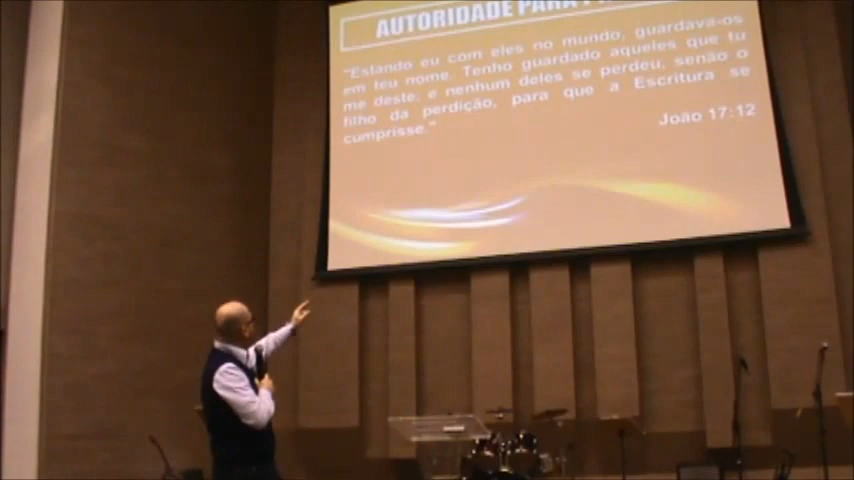 AUTORIDADE PARA
"Estando eu com eles no mundo, guardava-os
em teu nome. Tenho guardado aqueles que tu
me deste, e nenhum deles se perdeu, senão o
filho da perdição, para que a Escritura se
cumprisse."
João 17:12